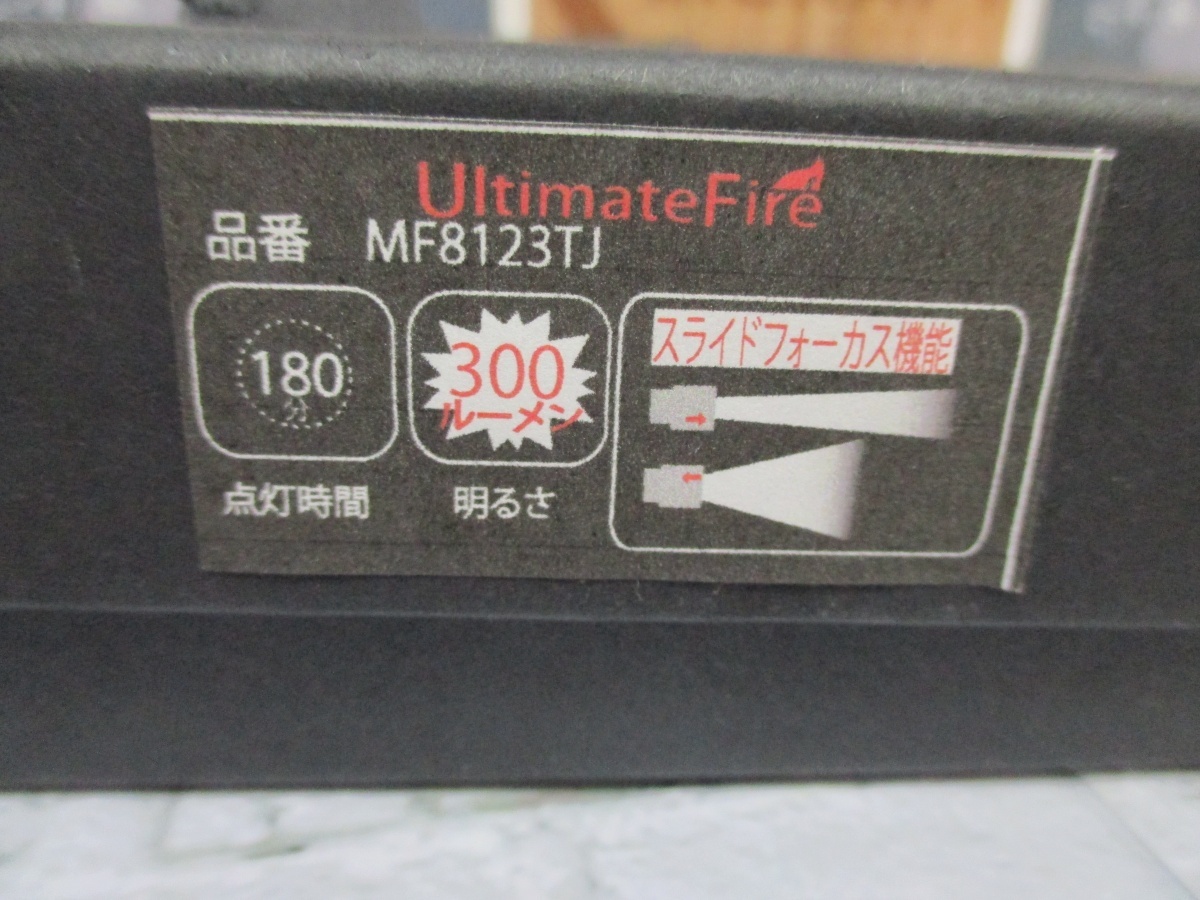 UltimateFire
品番 MF8123TJ
180
分
点灯時間
300
ルーメン
明るさ
スライドフォーカス機能